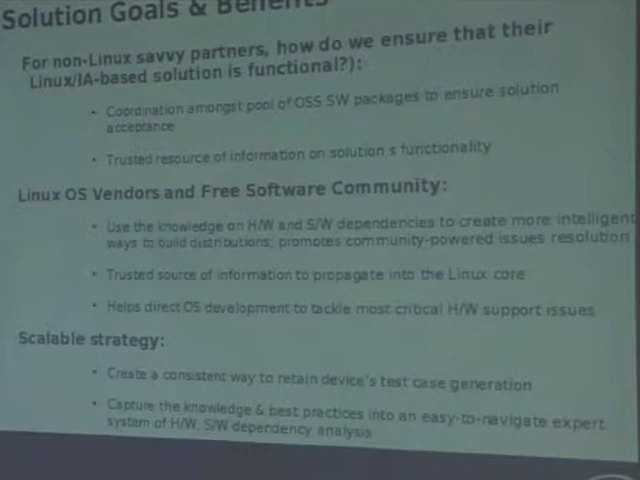 Solution Goals & Benefits
For non-Linux savvy partners, how do we ensure that their
Linux/IA-based solution is functional?):
• Coordination amongst pool of OSS SW packages to ensure solution
acceptance
• Trusted resource of information on solution s functionality
Linux OS Vendors and Free Software Community:
• Use the knowledge on H/W and S/W dependencies to create more intelligent
ways to build distributions; promotes community-powered issues resolution
• Trusted source of information to propagate into the Linux core
• Helps direct OS development to tackle most critical H/W support issues
Scalable strategy:
• Create a consistent way to retain device's test case generation
• Capture the knowledge & best practices into an easy-to-navigate expert
system of H/W, S/W dependency analysis